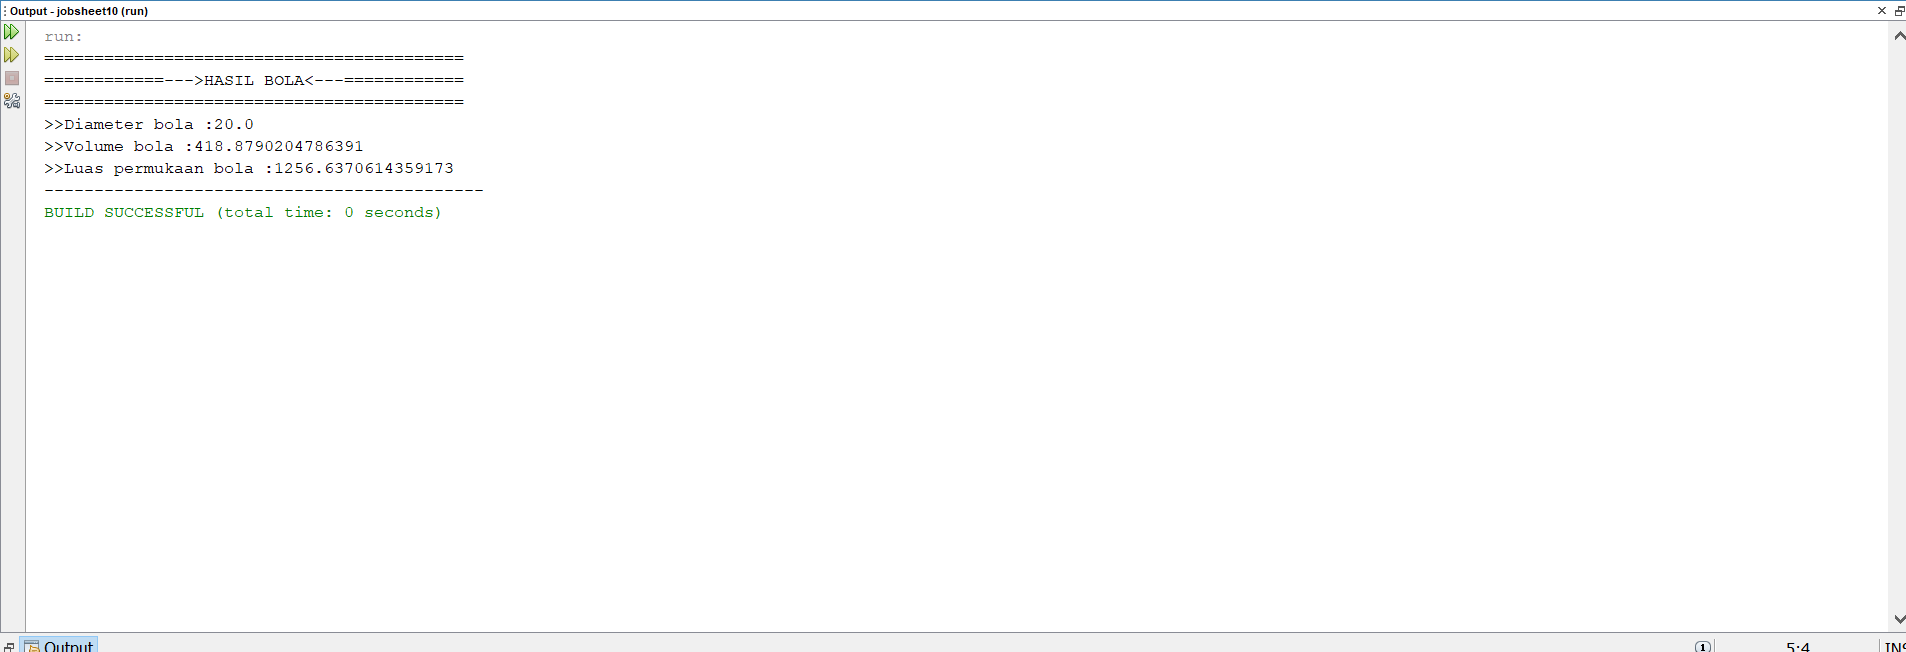 Output - jobsheet10 (run)
run:
==========================================
============--->HASIL BOLA<---============
==========================================
>>Diameter bola :20.0
>>Volume bola :418.8790204786391
>>Luas permukaan bola :1256.6370614359173
--------------------------------------------
BUILD SUCCESSFUL (total time: 0 seconds)
Output
1
5:4
INS